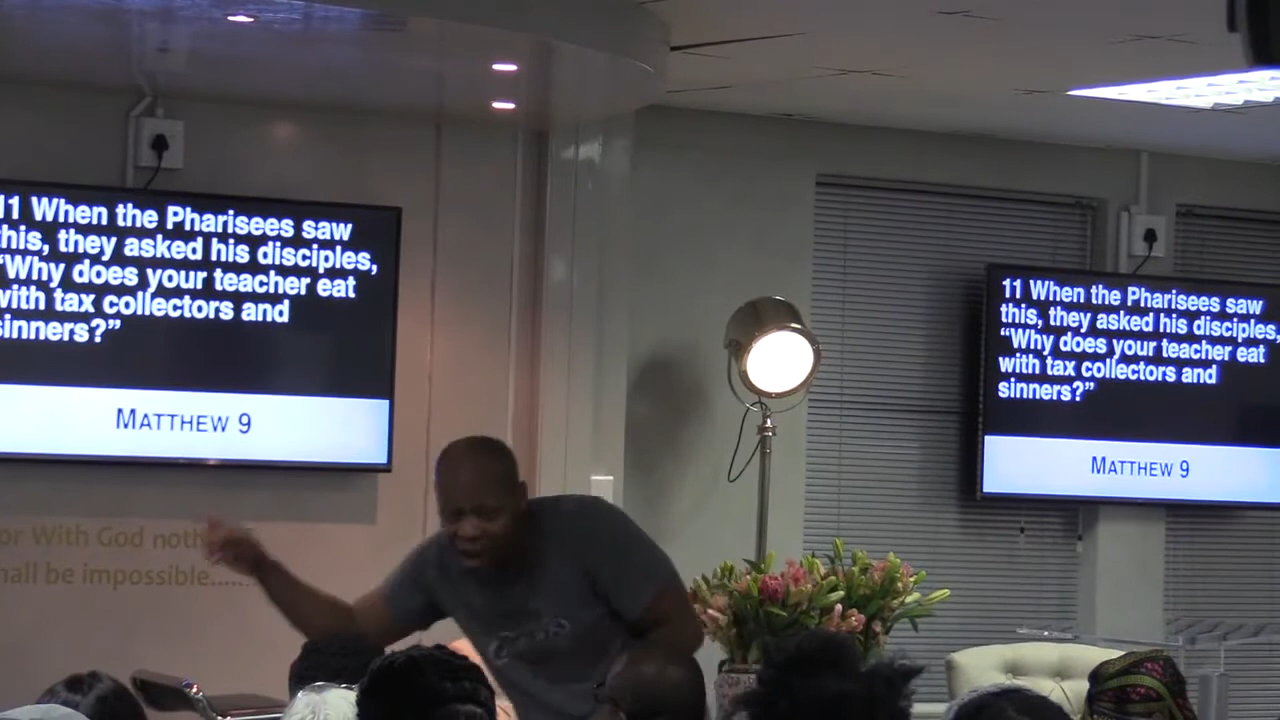 11 When the Pharisees saw
this, they asked his disciples,
“Why does your teacher eat
with tax collectors and
sinners?”
MATTHEW 9
or With God noth
hall be impossible......
11 When the Pharisees saw
this, they asked his disciples,
“Why does your teacher eat
with tax collectors and
sinners?”
MATTHEW 9